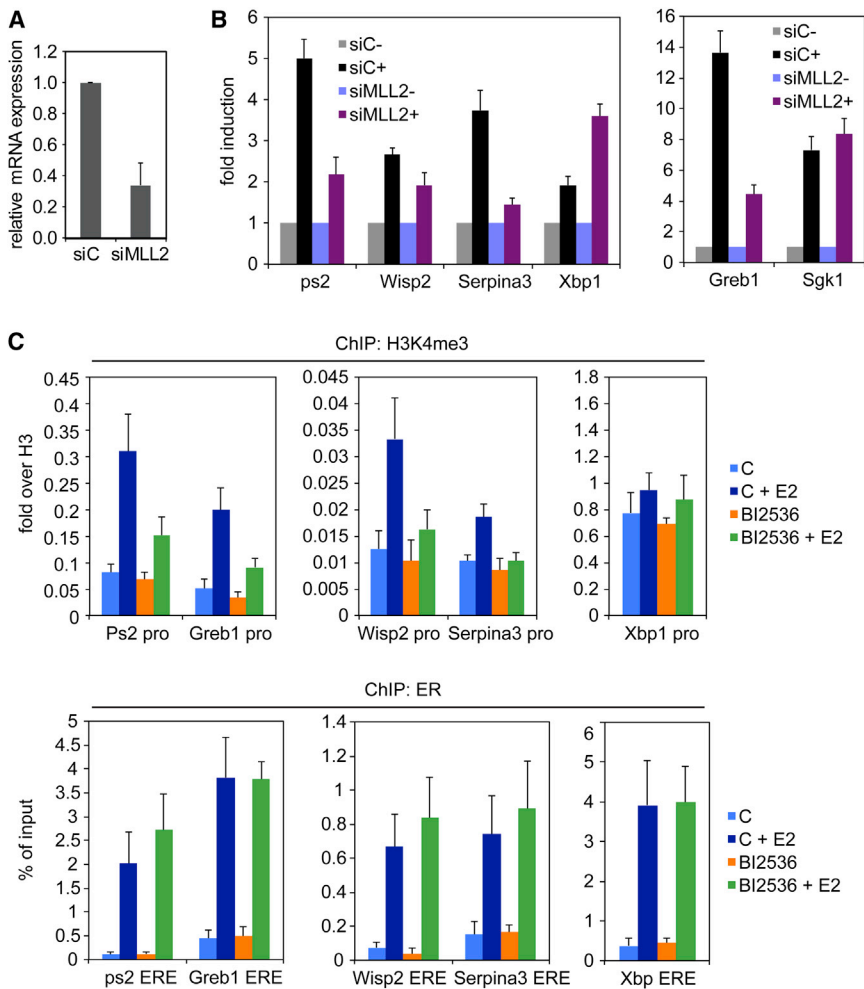 A
relative mRNA expression
1.2
1.0
0.8
0.6
0.4
0.2
0.0
siC siMLL2
B
fold induction
6
5
4
3
2
1
0
siC-
siC+
siMLL2-
siMLL2+
ps2 Wisp2 Serpina3 Xbp1
16
14
12
10
8
6
4
2
0
siC-
siC+
siMLL2-
siMLL2+
Greb1 Sgk1
C
ChIP: H3K4me3
fold over H3
0.45
0.4
0.35
0.3
0.25
0.2
0.15
0.1
0.05
0
Ps2 pro Greb1 pro
0.045
0.04
0.035
0.03
0.025
0.02
0.015
0.01
0.005
0
Wisp2 pro Serpina3 pro
1.8
1.6
1.4
1.2
1
0.8
0.6
0.4
0.2
0
Xbp1 pro
C
C + E2
BI2536
BI2536 + E2
ChIP: ER
% of input
5
4.5
4
3.5
3
2.5
2
1.5
1
0.5
0
ps2 ERE Greb1 ERE
1.4
1.2
1
0.8
0.6
0.4
0.2
0
Wisp2 ERE Serpina3 ERE
6
5
4
3
2
1
0
Xbp ERE
C
C + E2
BI2536
BI2536 + E2